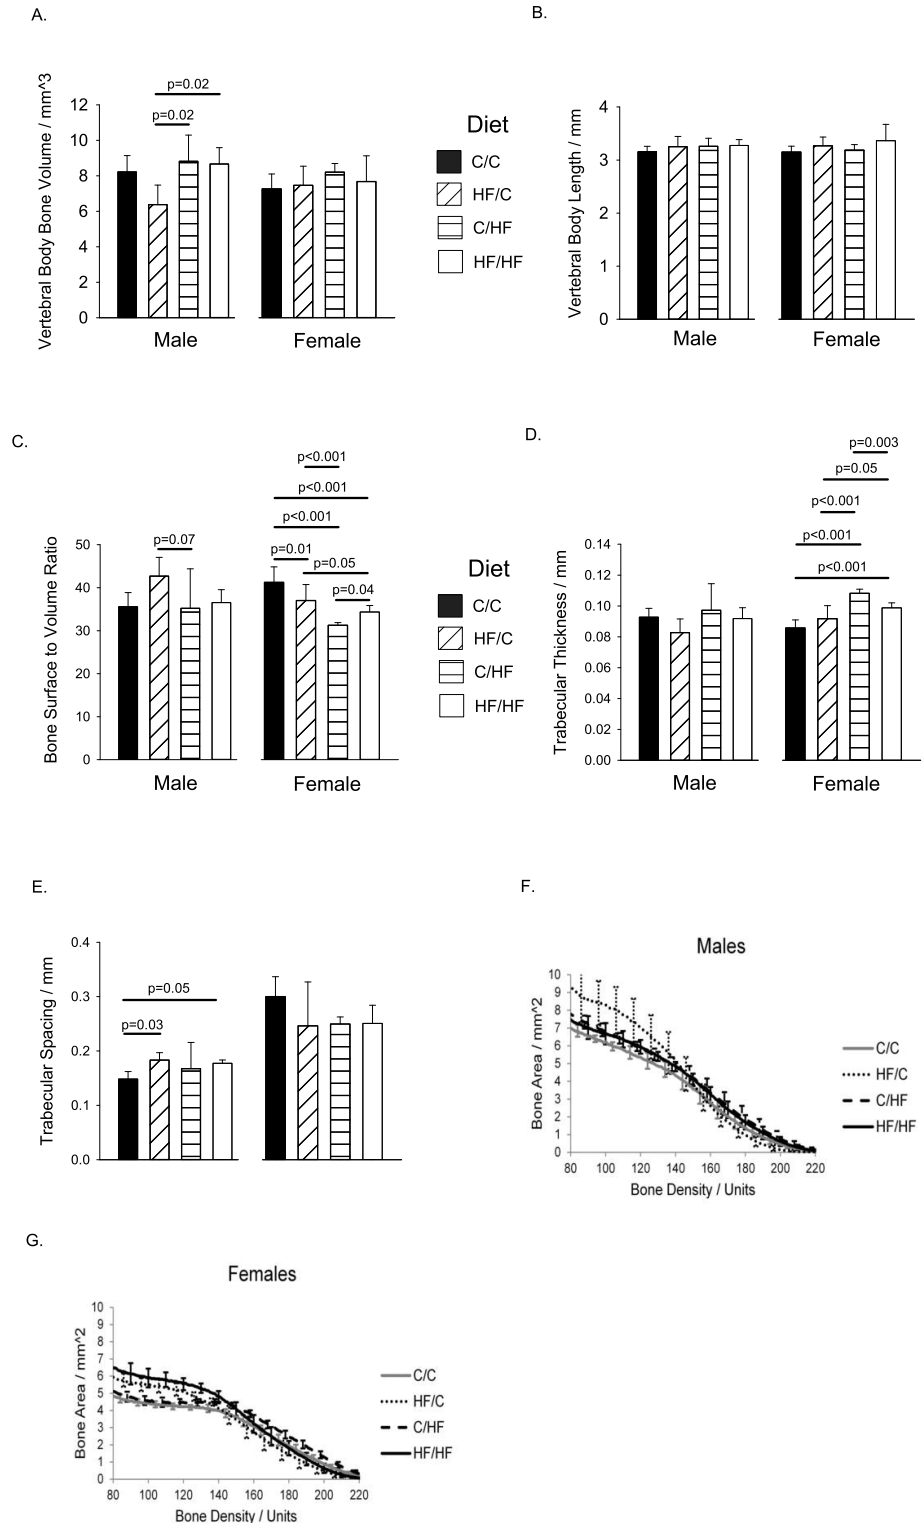 A.
Vertebral Body Bone Volume / mm^3
12
10
8
6
4
2
0
p=0.02
p=0.02
Male
Female
Diet
C/C
HF/C
C/HF
HF/HF
B.
Vertebral Body Length / mm
4
3
2
1
0
Male
Female
C.
Bone Surface to Volume Ratio
50
40
30
20
10
0
p=0.07
p<0.001
p<0.001
p<0.001
p=0.01
p=0.05
p=0.04
Male
Female
Diet
C/C
HF/C
C/HF
HF/HF
D.
Trabecular Thickness / mm
0.14
0.12
0.10
0.08
0.06
0.04
0.02
0.00
p=0.003
p=0.05
p<0.001
p<0.001
p<0.001
Male
Female
E.
Trabecular Spacing / mm
0.4
0.3
0.2
0.1
0.0
p=0.05
p=0.03
F.
Males
Bone Area / mm^2
10
9
8
7
6
5
4
3
2
1
0
80 100 120 140 160 180 200 220
Bone Density / Units
C/C
HF/C
C/HF
HF/HF
G.
Females
Bone Area / mm^2
10
9
8
7
6
5
4
3
2
1
0
80 100 120 140 160 180 200 220
Bone Density / Units
C/C
HF/C
C/HF
HF/HF